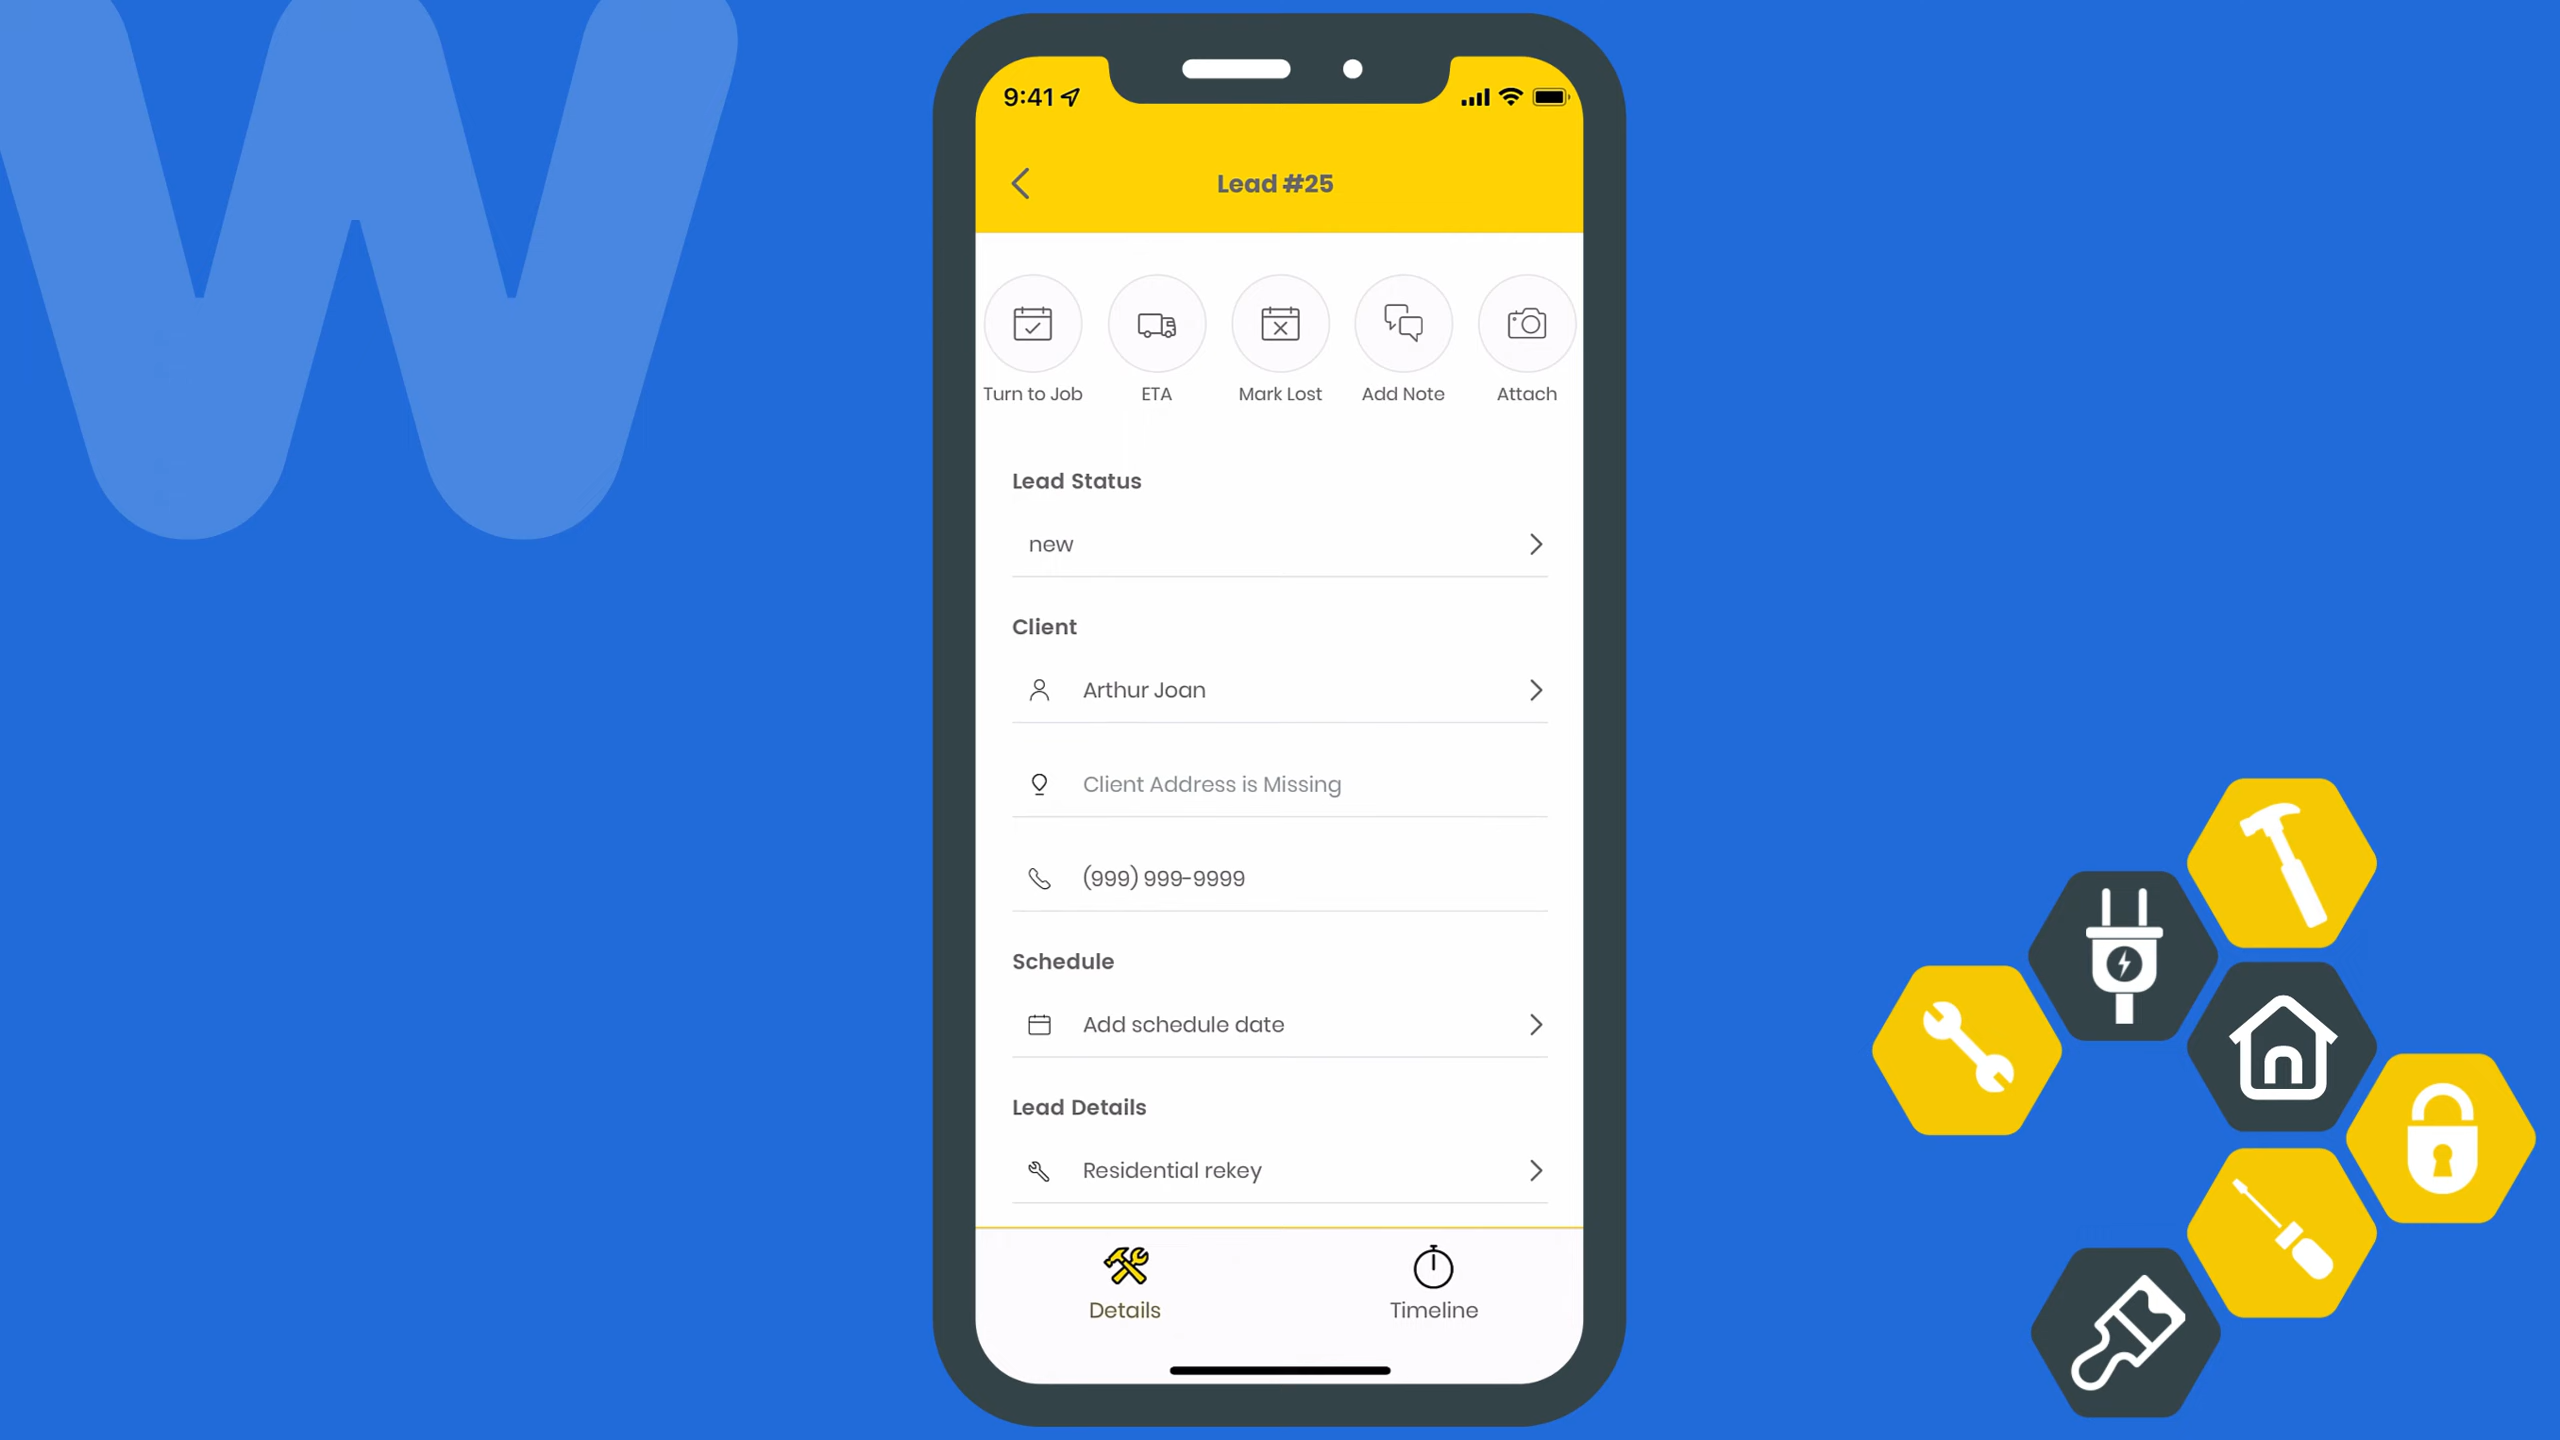 W
9:41
Lead #25
Turn to Job ETA Mark Lost Add Note Attach
Lead Status
new
Client
Arthur Joan
Client Address is Missing
(999) 999-9999
Schedule
Add schedule date
Lead Details
Residential rekey
Details Timeline